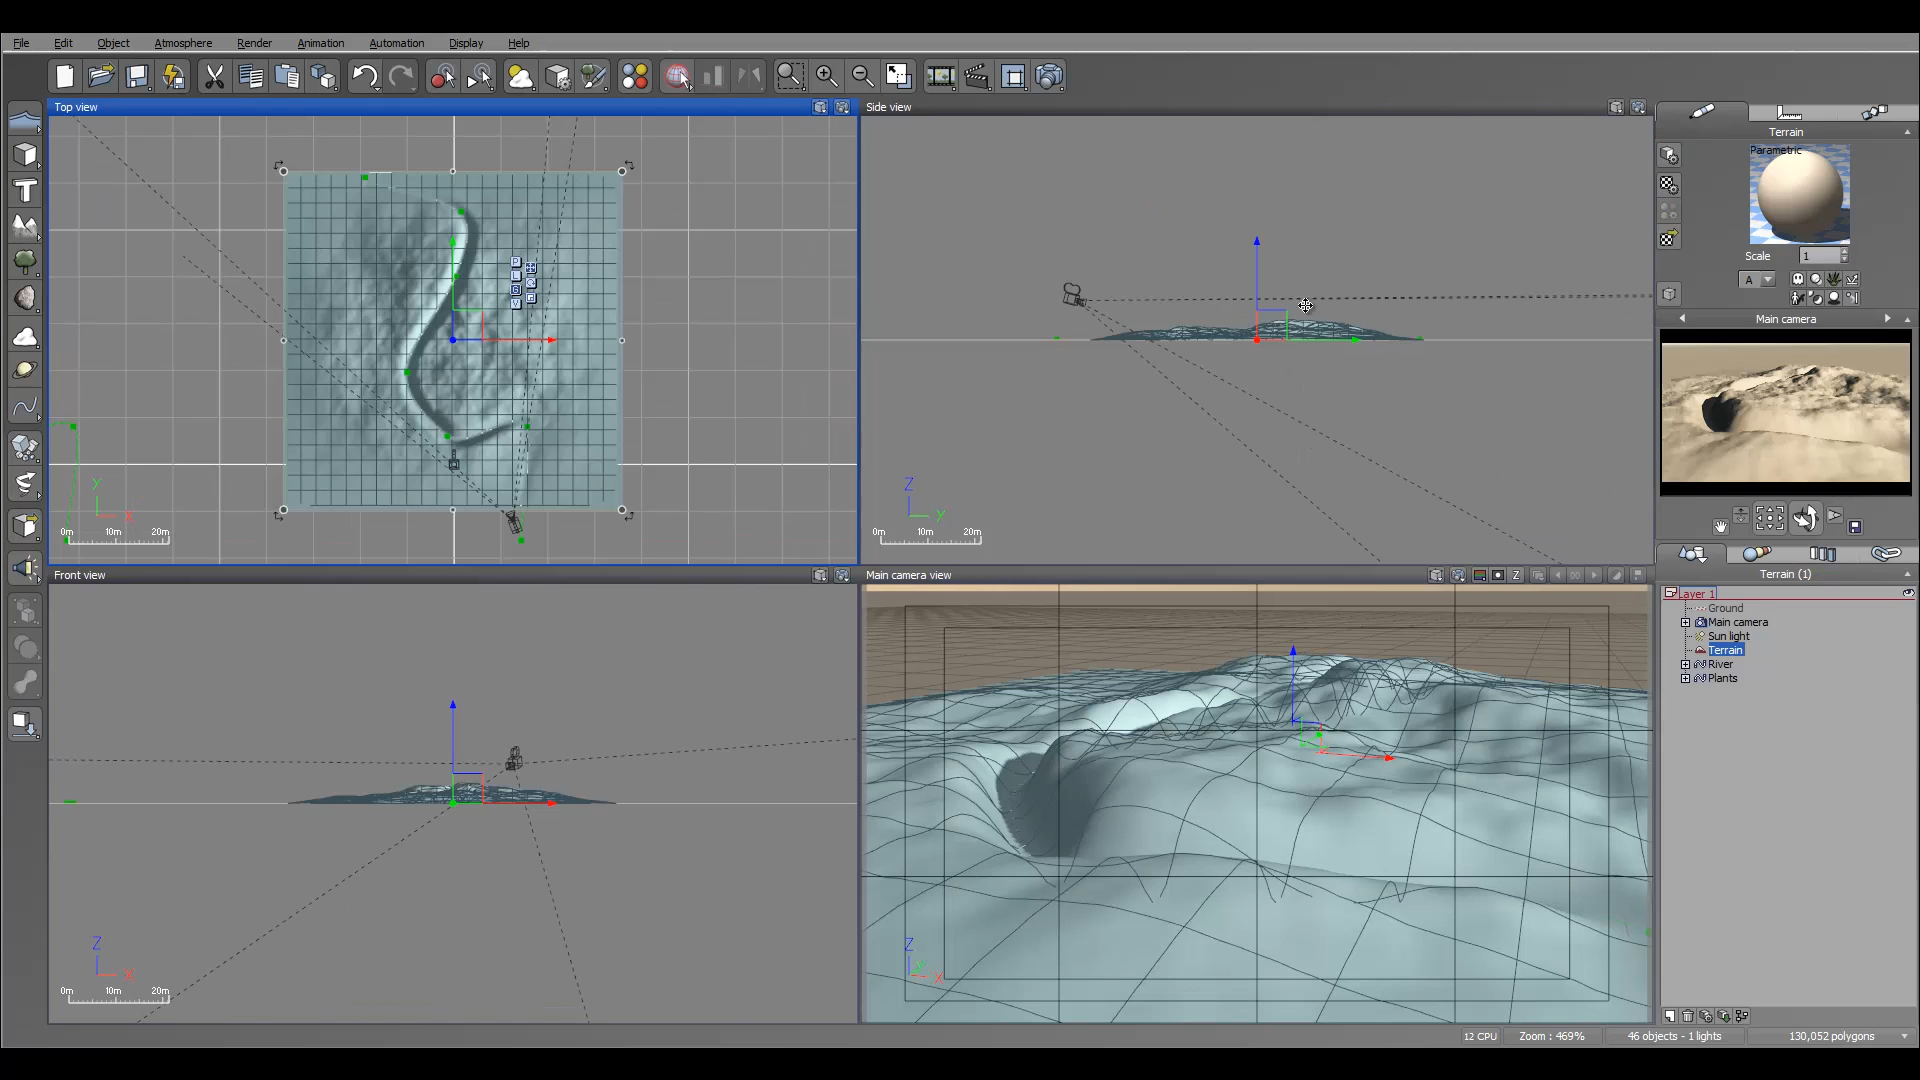 File Edit Object Atmosphere Render Animation Automation Display Help
Top view
Side view
Terrain
Parametric
Scale 1
A
Main camera
P
L
G
V
Y
X
0m 10m 20m
Z
Y
0m 10m 20m
Front view
Main camera view
Z
Terrain (1)
Layer 1
Ground
Main camera
Sun light
Terrain
River
Plants
Z
X
0m 10m 20m
Z
Y
X
12 CPU Zoom : 469% 46 objects - 1 lights 130,052 polygons